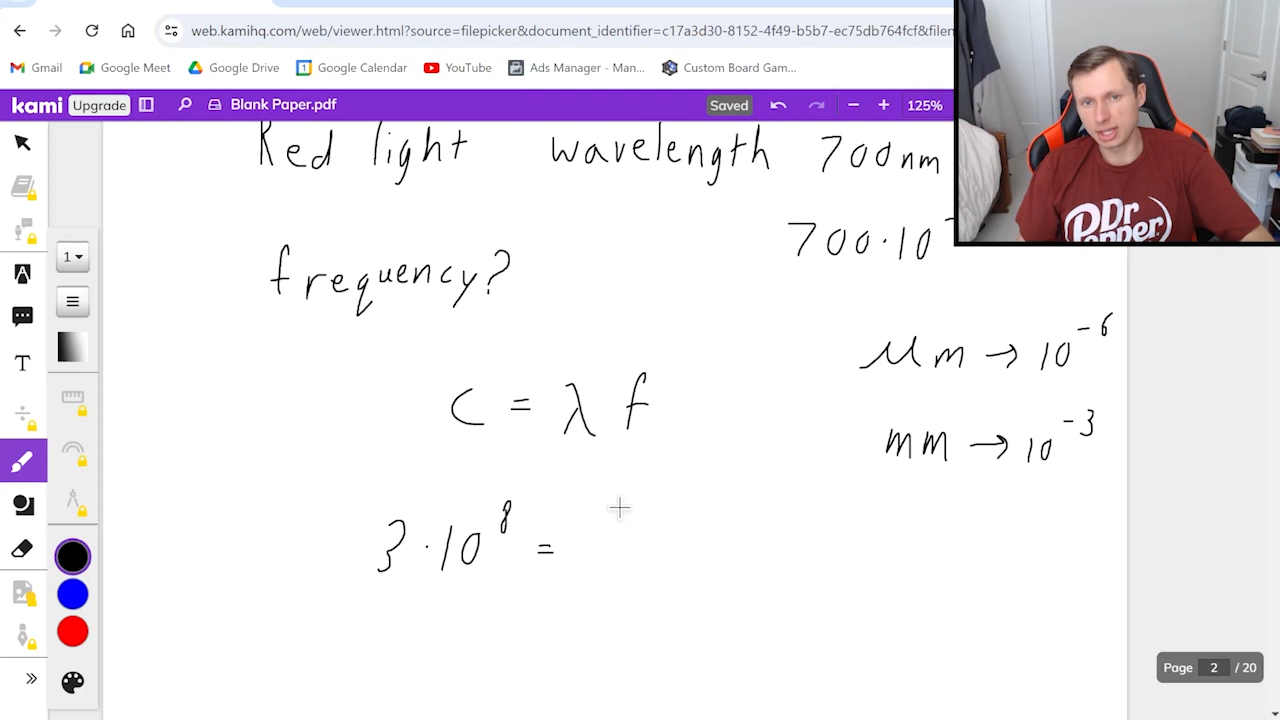 web.kamihq.com/web/viewer.html?source=filepicker&document_identifier=c17a3d30-8152-4f49-b5b7-ec75db764fcf&filen
Gmail Google Meet Google Drive Google Calendar YouTube Ads Manager - Man... Custom Board Gam...
kami Upgrade Blank Paper.pdf Saved 125%
Red light wavelength 700nm
Dr Pepper
700·10
frequency?
1
μm → 10⁻⁶
c = λ f
mm → 10⁻³
3·10⁸ =
Page 2 / 20